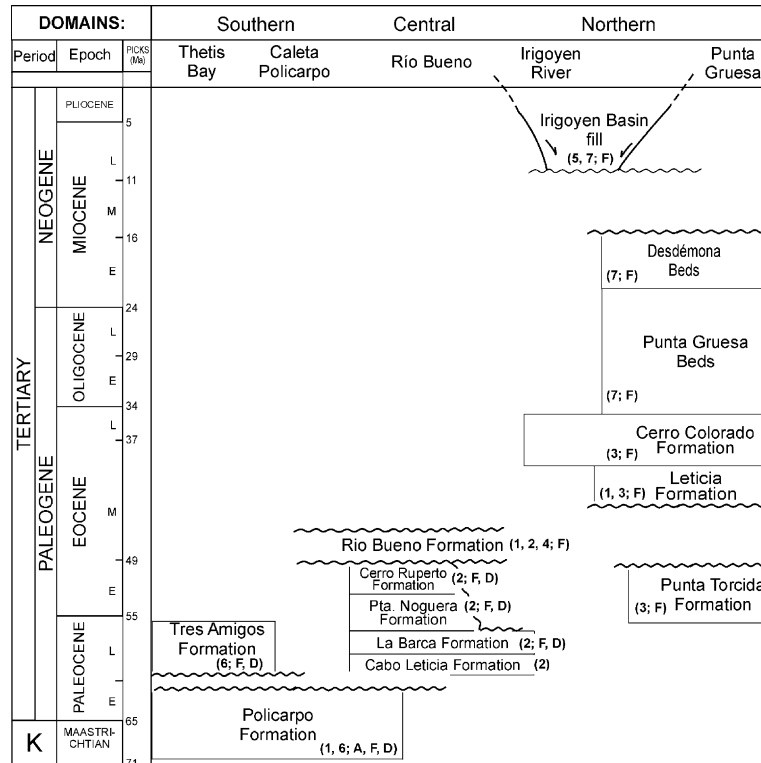 DOMAINS: Southern Central Northern
Period Epoch PICKS (Ma) Thetis Bay Caleta Policarpo Río Bueno Irigoyen River Punta Gruesa
TERTIARY
NEOGENE
PALEOGENE
K
PLIOCENE
5
MIOCENE
L
11
M
16
E
24
OLIGOCENE
L
29
E
34
EOCENE
L
37
M
49
E
55
PALEOCENE
L
E
65
MAASTRI-
CHTIAN
71
Irigoyen Basin
fill
(5, 7; F)
Desdémona
Beds
(7; F)
Punta Gruesa
Beds
(7; F)
Cerro Colorado
Formation
(3; F)
Leticia
(1, 3; F) Formation
Rio Bueno Formation (1, 2, 4; F)
Cerro Ruperto (2; F, D)
Formation
Pta. Noguera (2; F, D)
Formation
Punta Torcida
(3; F) Formation
La Barca Formation (2; F, D)
Cabo Leticia Formation (2)
Tres Amigos
Formation
(6; F, D)
Policarpo
Formation
(1, 6; A, F, D)